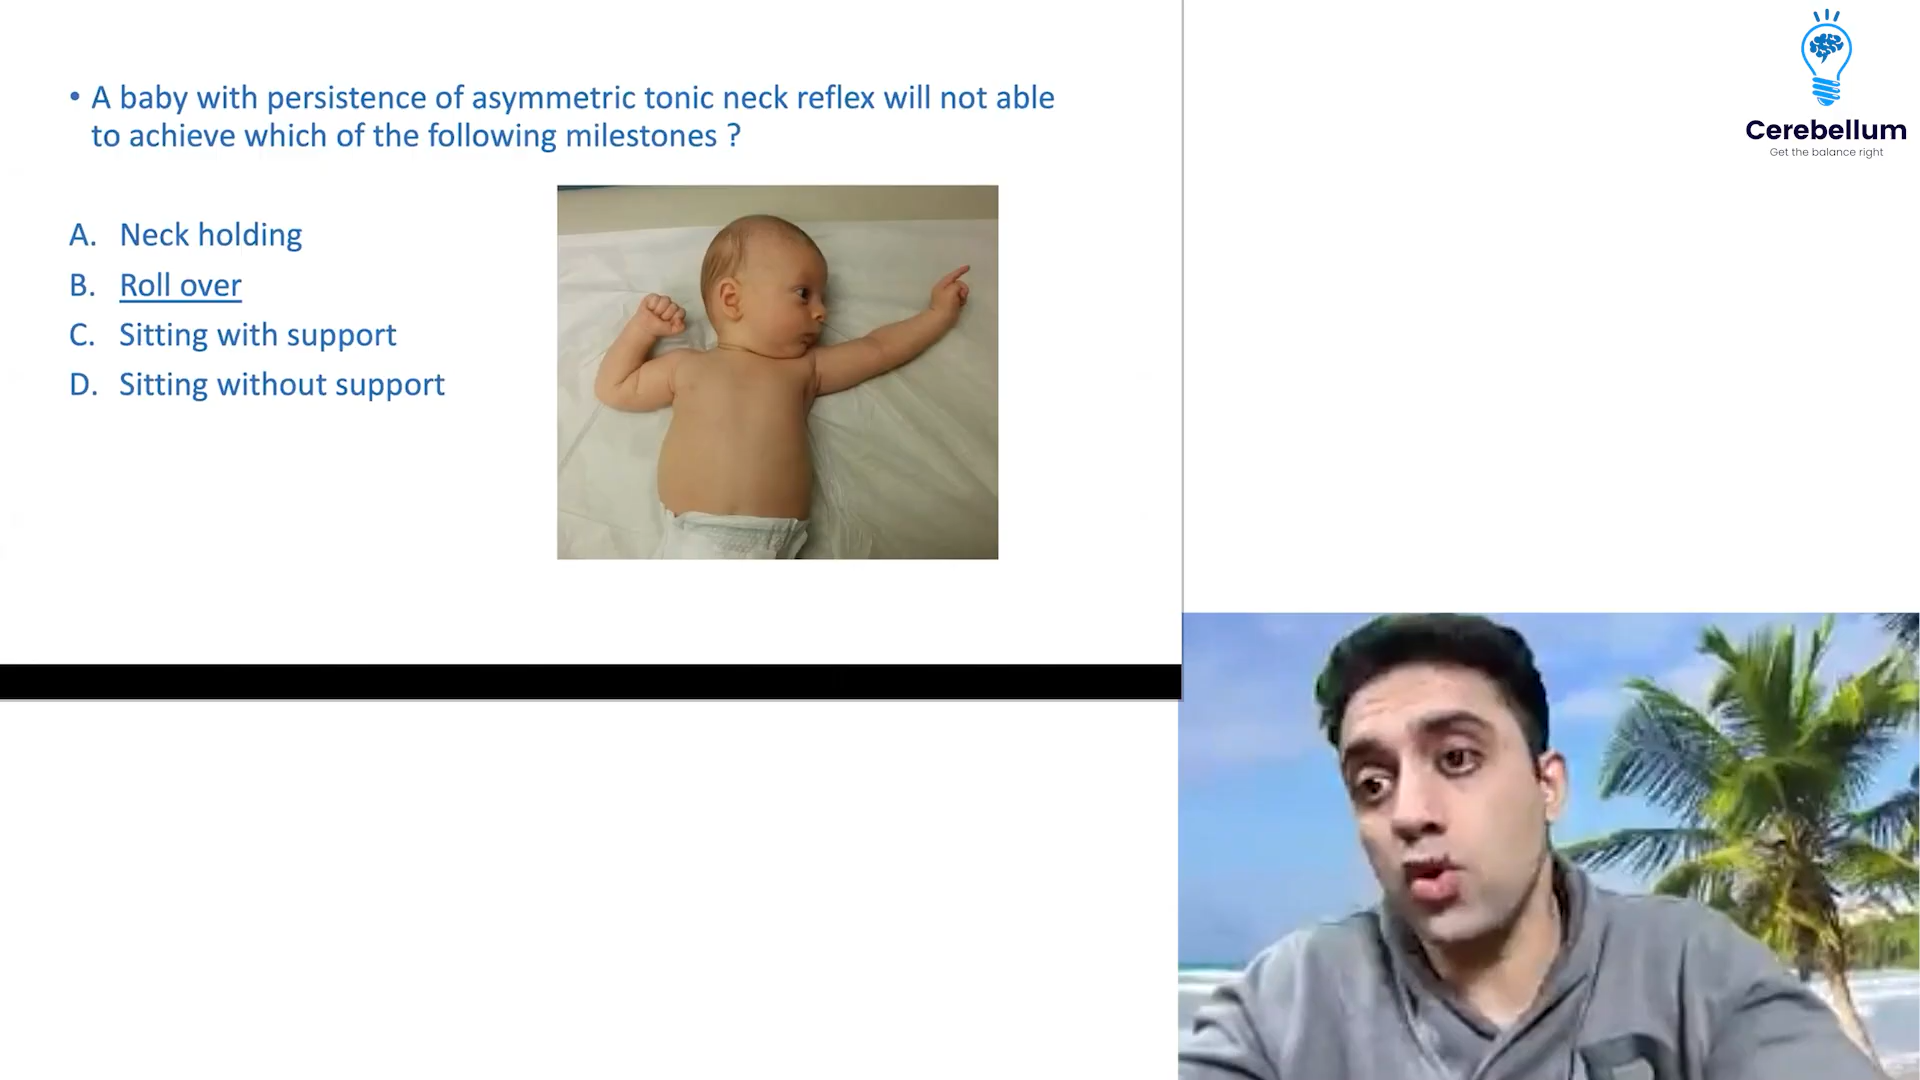 • A baby with persistence of asymmetric tonic neck reflex will not able
to achieve which of the following milestones ?
A. Neck holding
B. Roll over
C. Sitting with support
D. Sitting without support
Cerebellum
Get the balance right